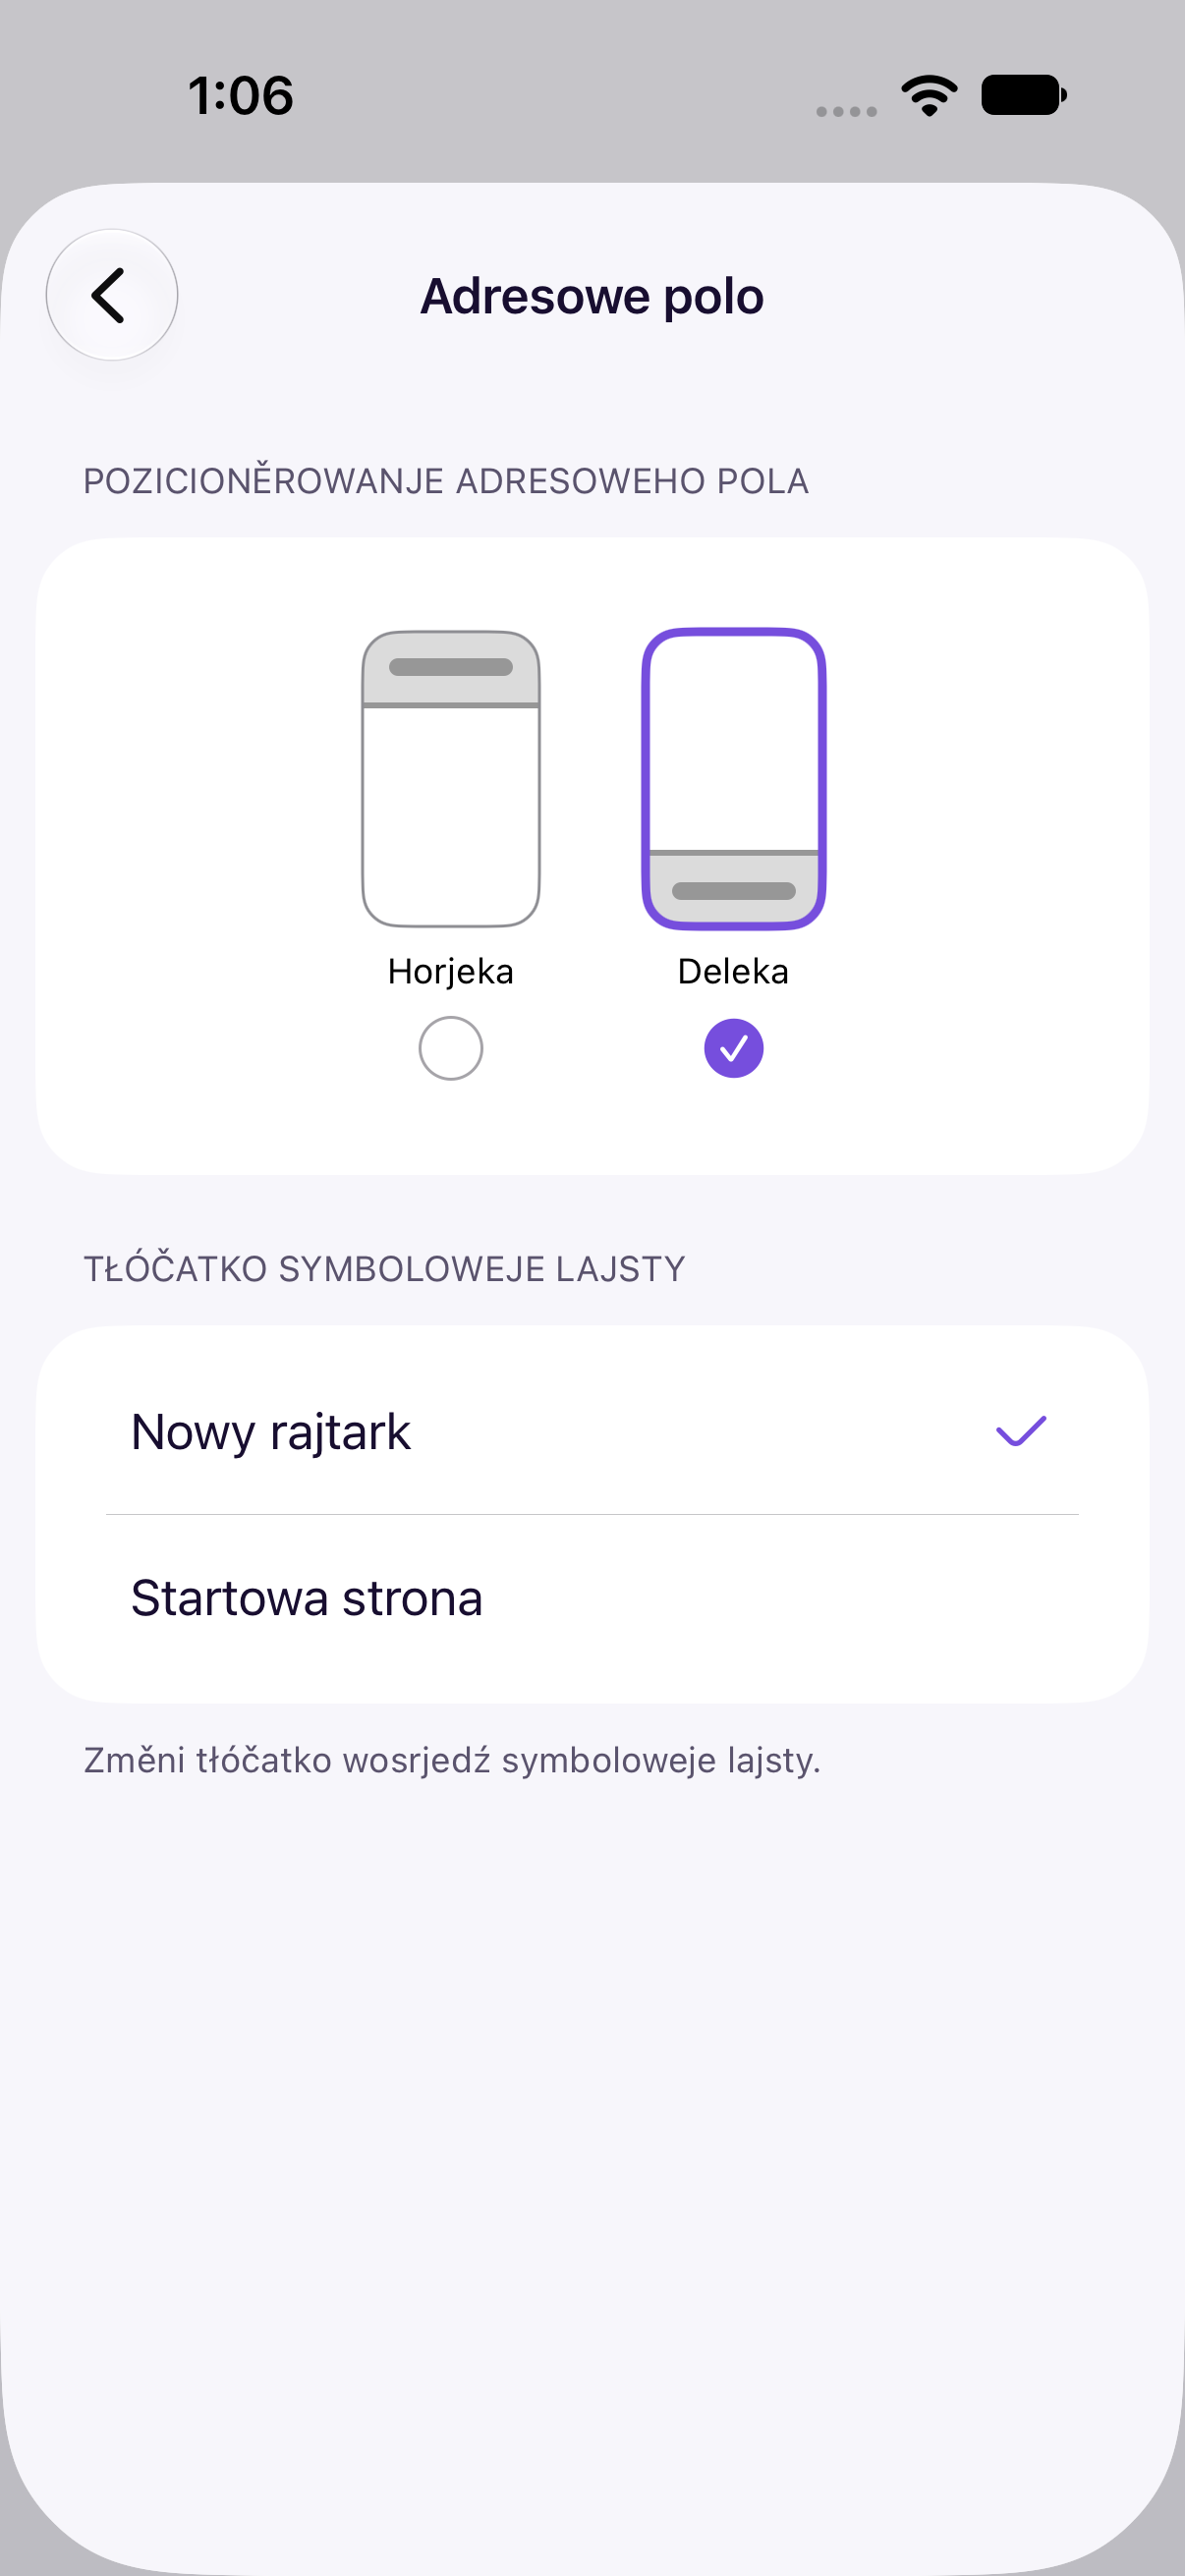 1:06
Adresowe polo
POZICIONĚROWANJE ADRESOWEHO POLA
Horjeka
Deleka
TŁÓČATKO SYMBOLOWEJE LAJSTY
Nowy rajtark
Startowa strona
Změni tłóčatko wosrjedź symboloweje lajsty.